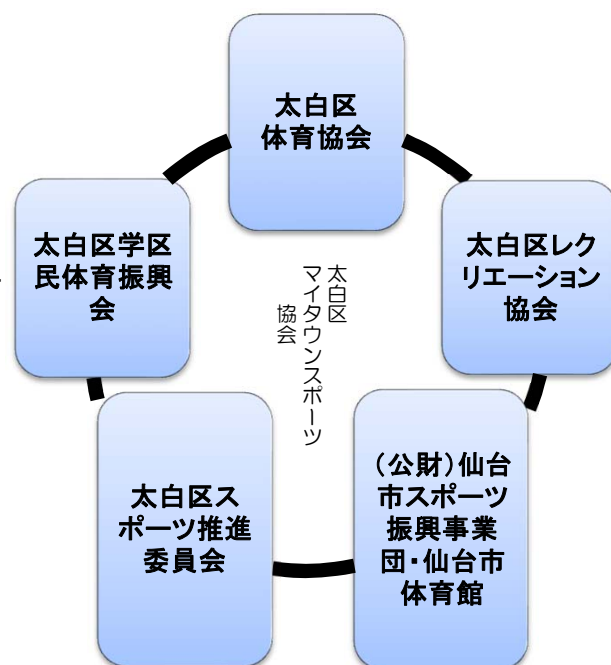 太白区
体育協会
太白区学区
民体育振興
会
太白区レク
リエーション
協会
太白区
マイタウンスポーツ
協会
太白区ス
ポーツ推進
委員会
（公財）仙台
市スポーツ
振興事業
団・仙台市
体育館